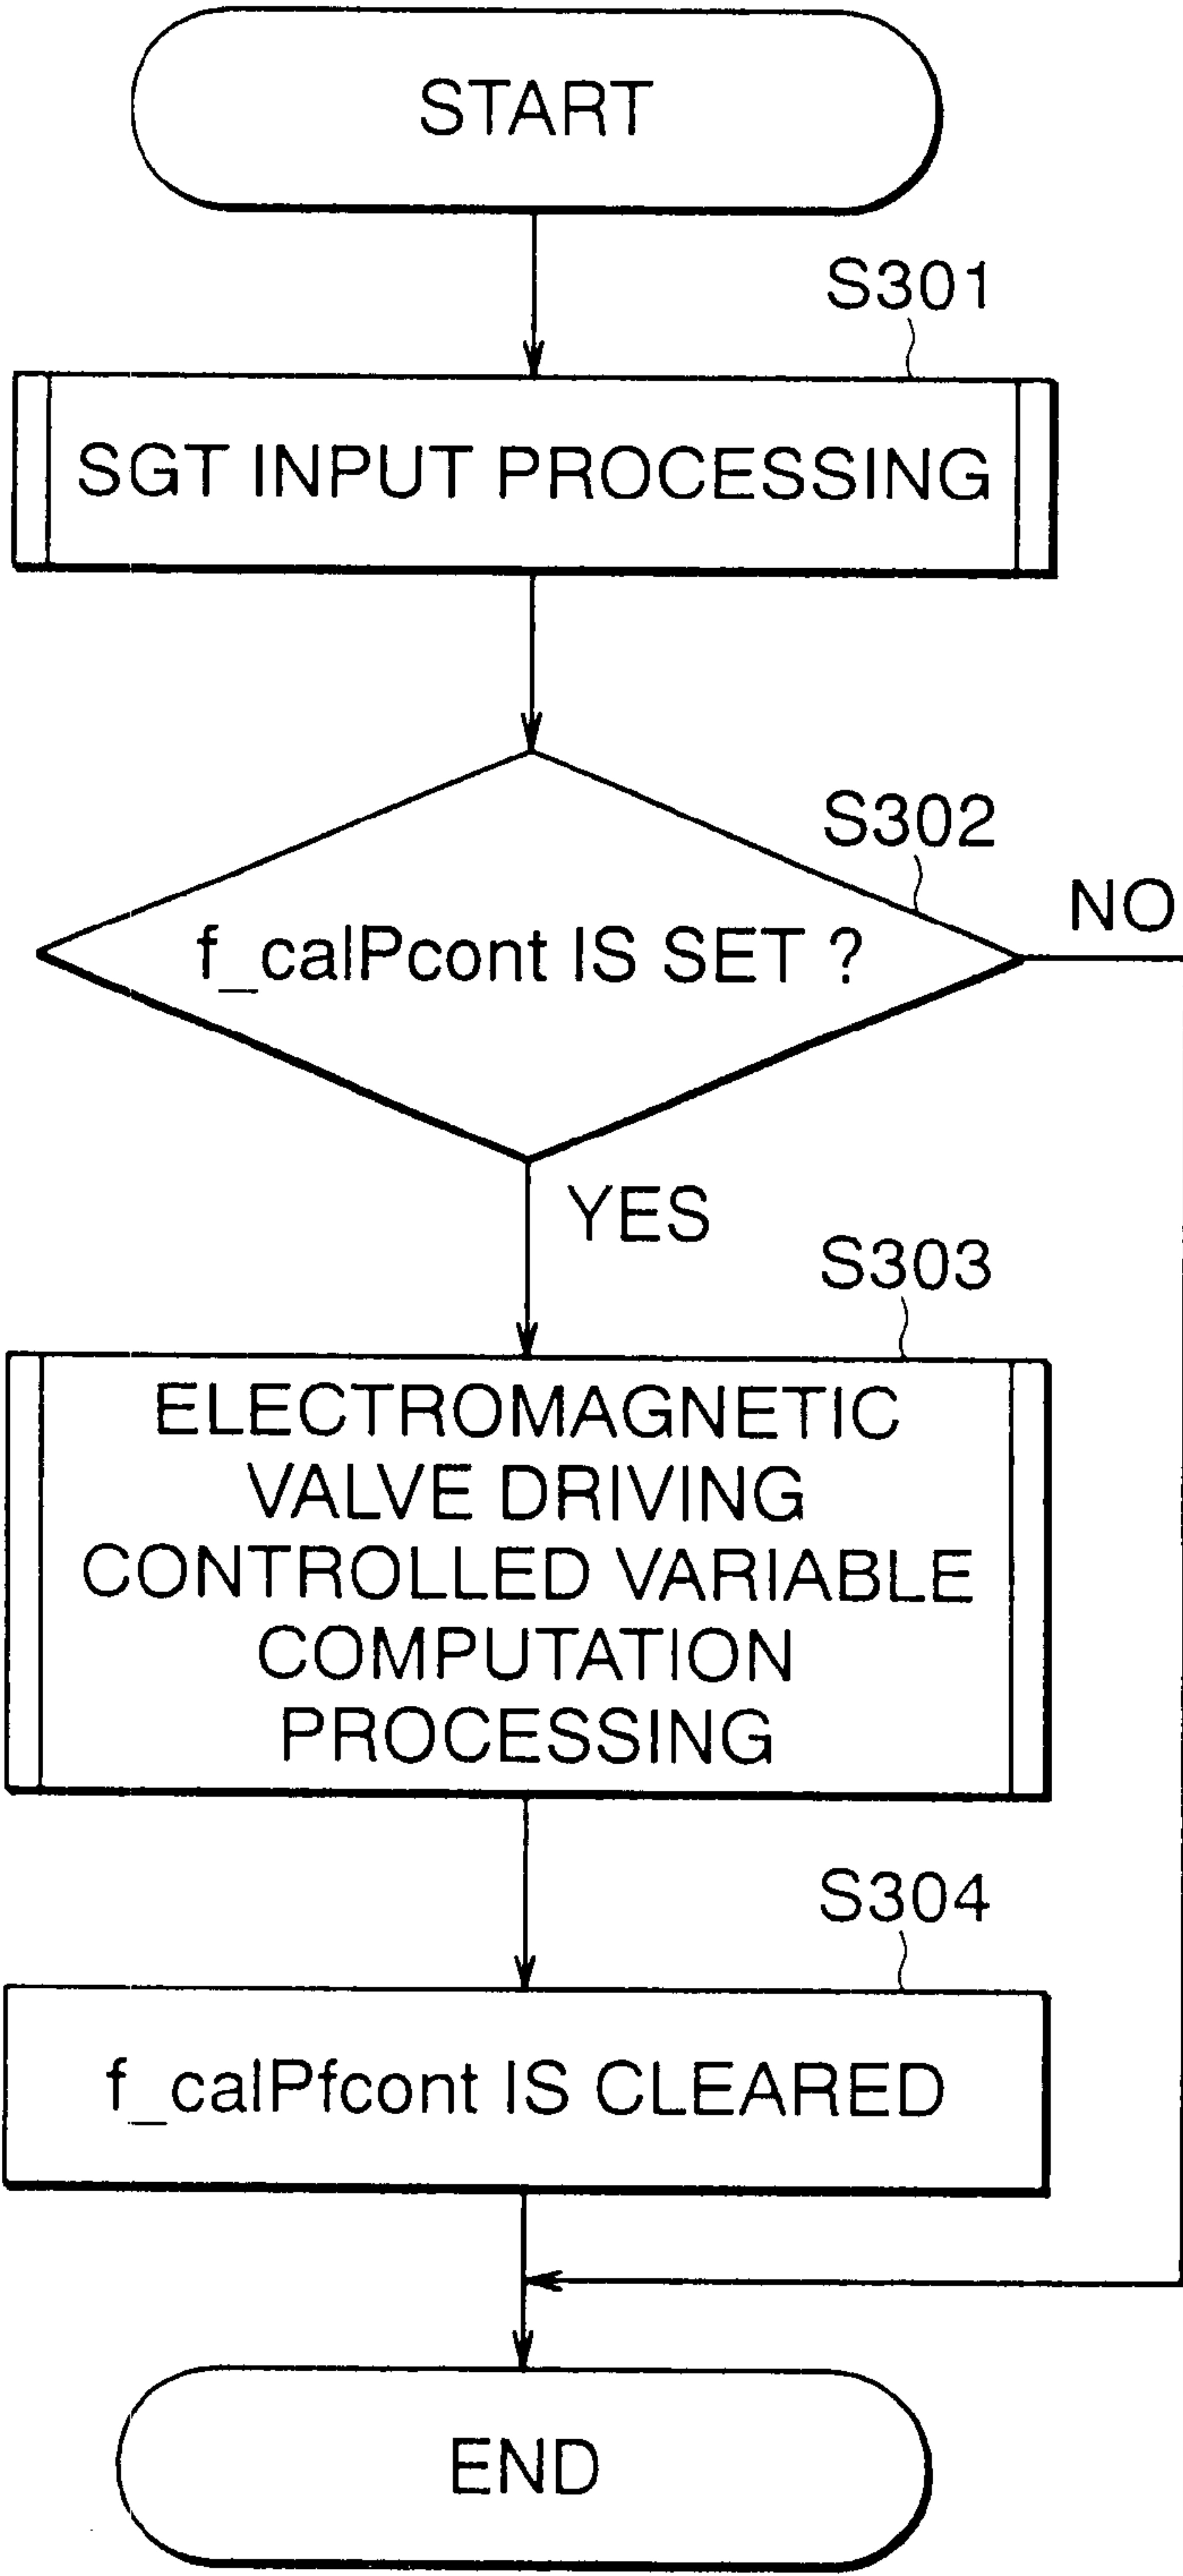 START
S301
SGT INPUT PROCESSING
S302
f_calPcont IS SET ?
NO
YES
S303
ELECTROMAGNETIC
VALVE DRIVING
CONTROLLED VARIABLE
COMPUTATION
PROCESSING
S304
f_calPfcont IS CLEARED
END